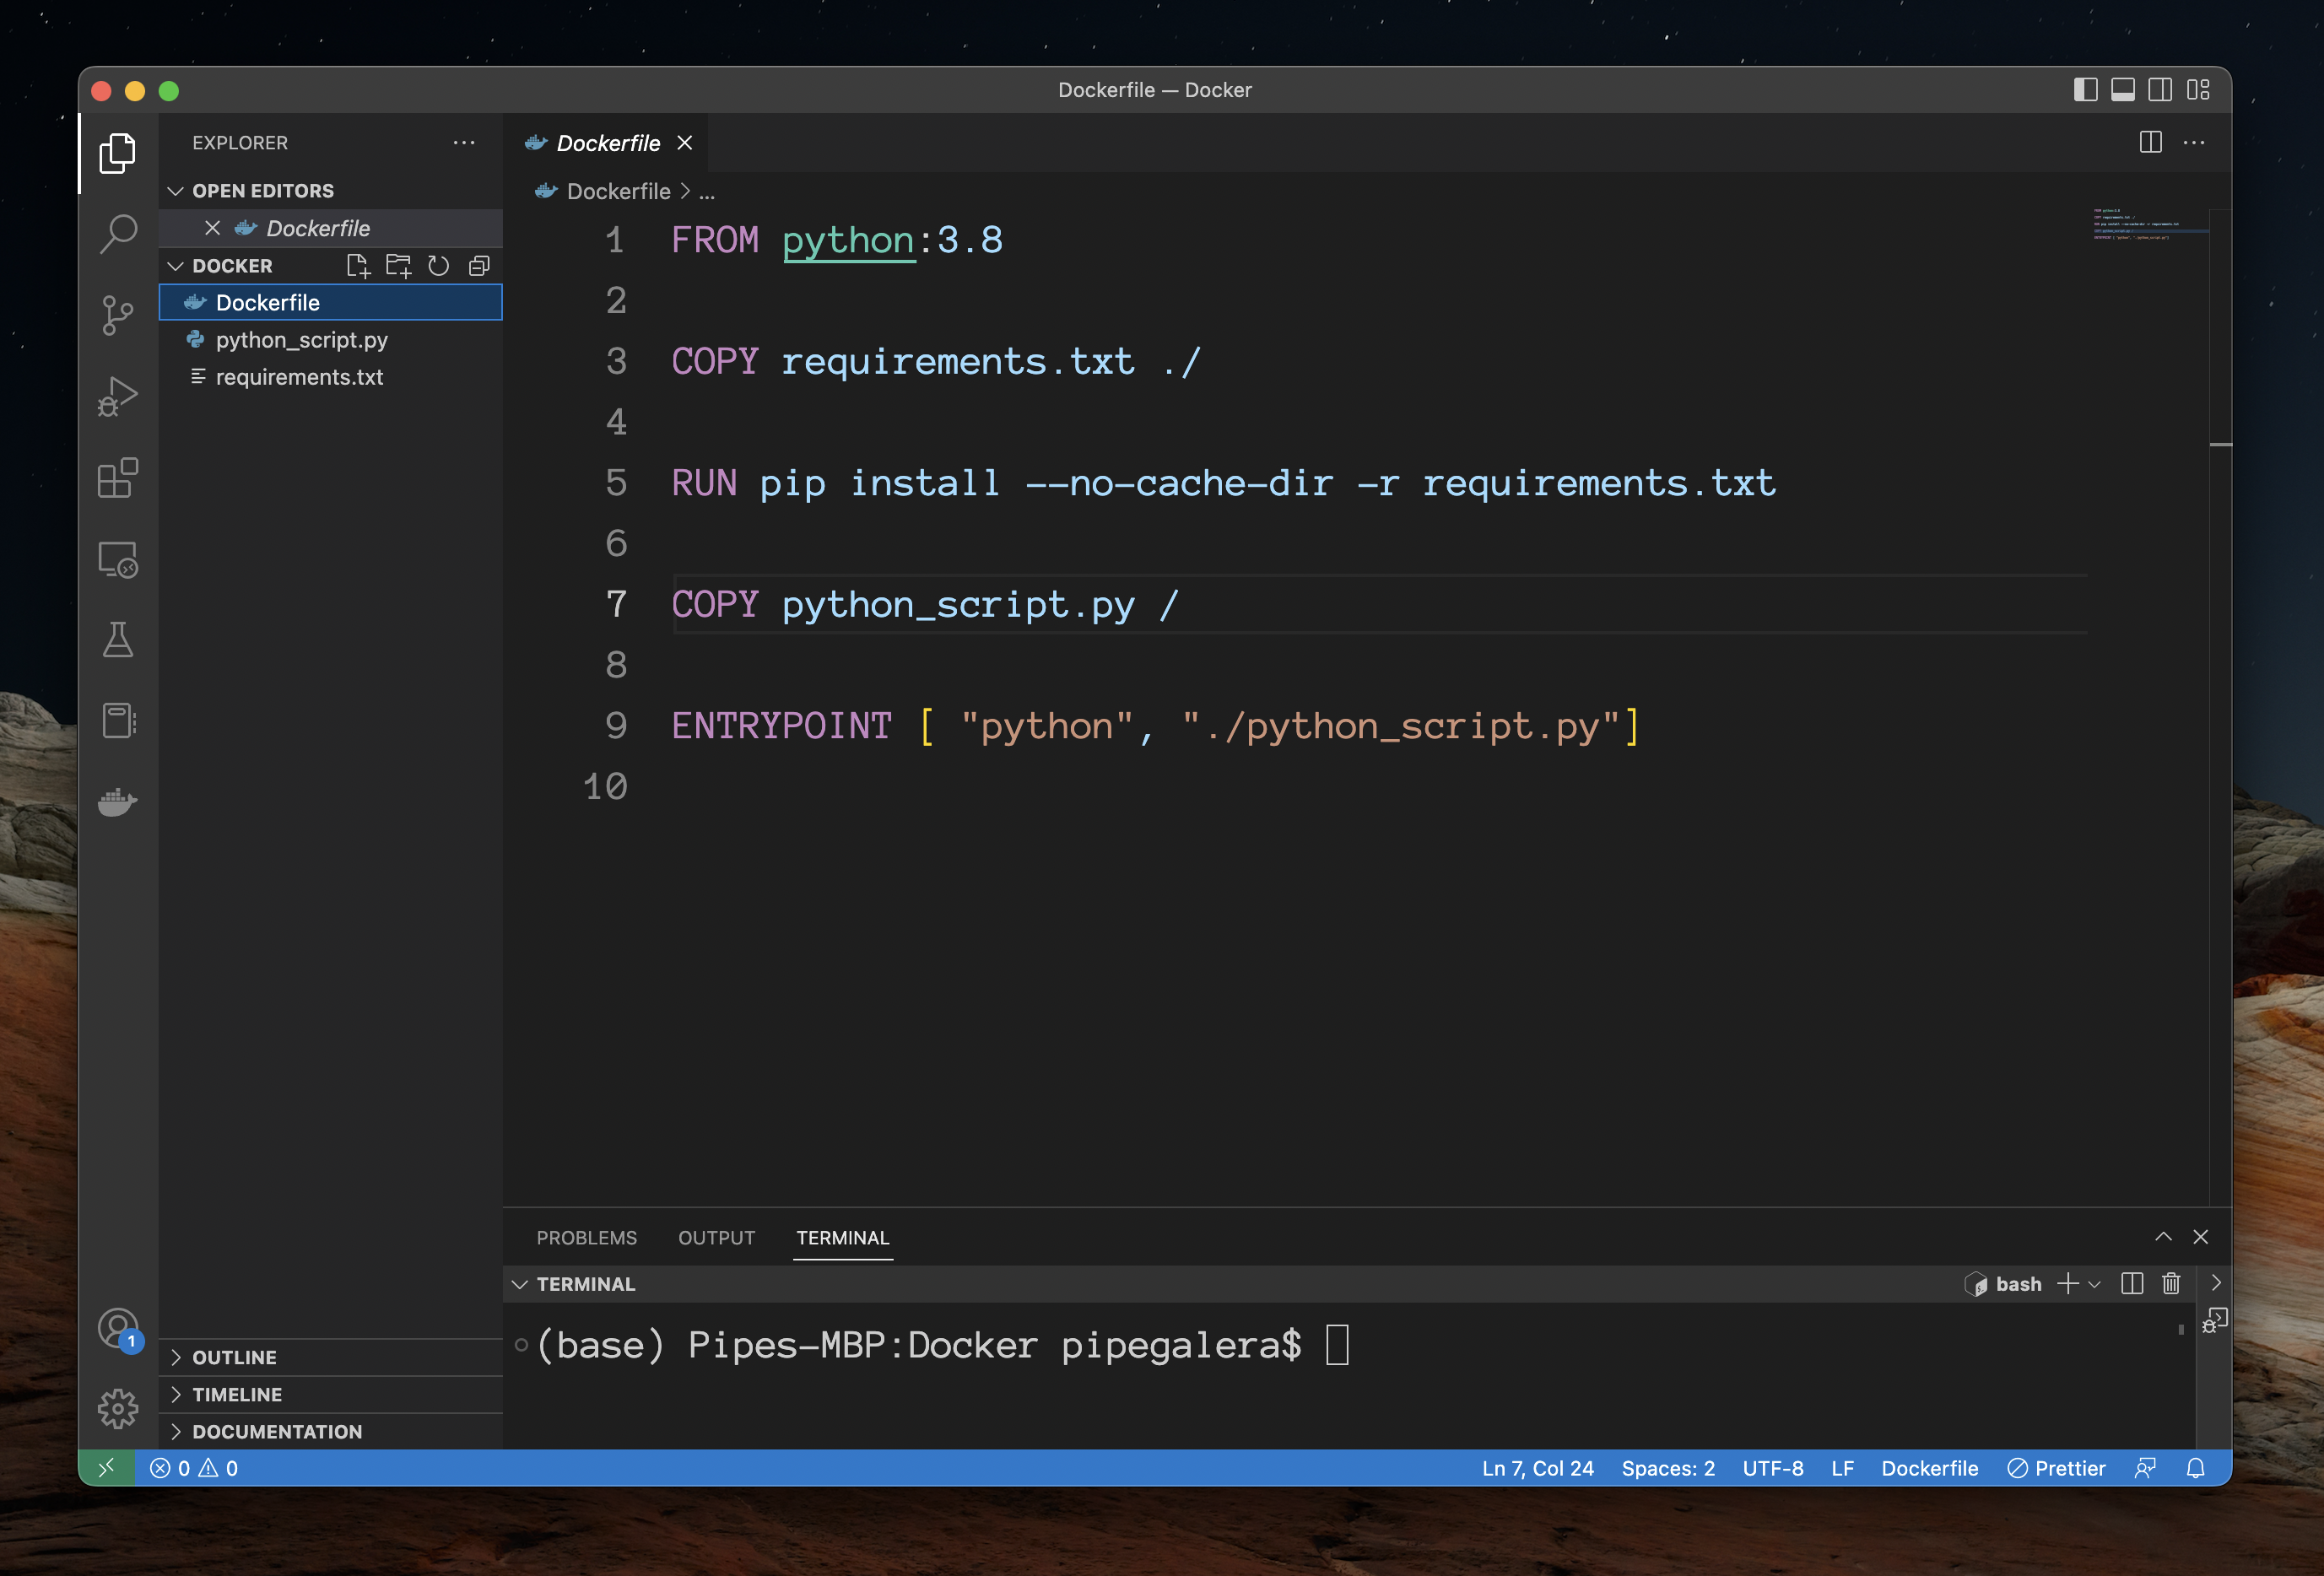 Dockerfile — Docker
EXPLORER
OPEN EDITORS
Dockerfile
DOCKER
Dockerfile
python_script.py
requirements.txt
OUTLINE
TIMELINE
DOCUMENTATION
1
Dockerfile
Dockerfile > ...
1 FROM python:3.8
2
3 COPY requirements.txt ./
4
5 RUN pip install --no-cache-dir -r requirements.txt
6
7 COPY python_script.py /
8
9 ENTRYPOINT [ "python", "./python_script.py"]
10
PROBLEMS OUTPUT TERMINAL
TERMINAL
bash
(base) Pipes-MBP:Docker pipegalera$
0 0
Ln 7, Col 24 Spaces: 2 UTF-8 LF Dockerfile Prettier